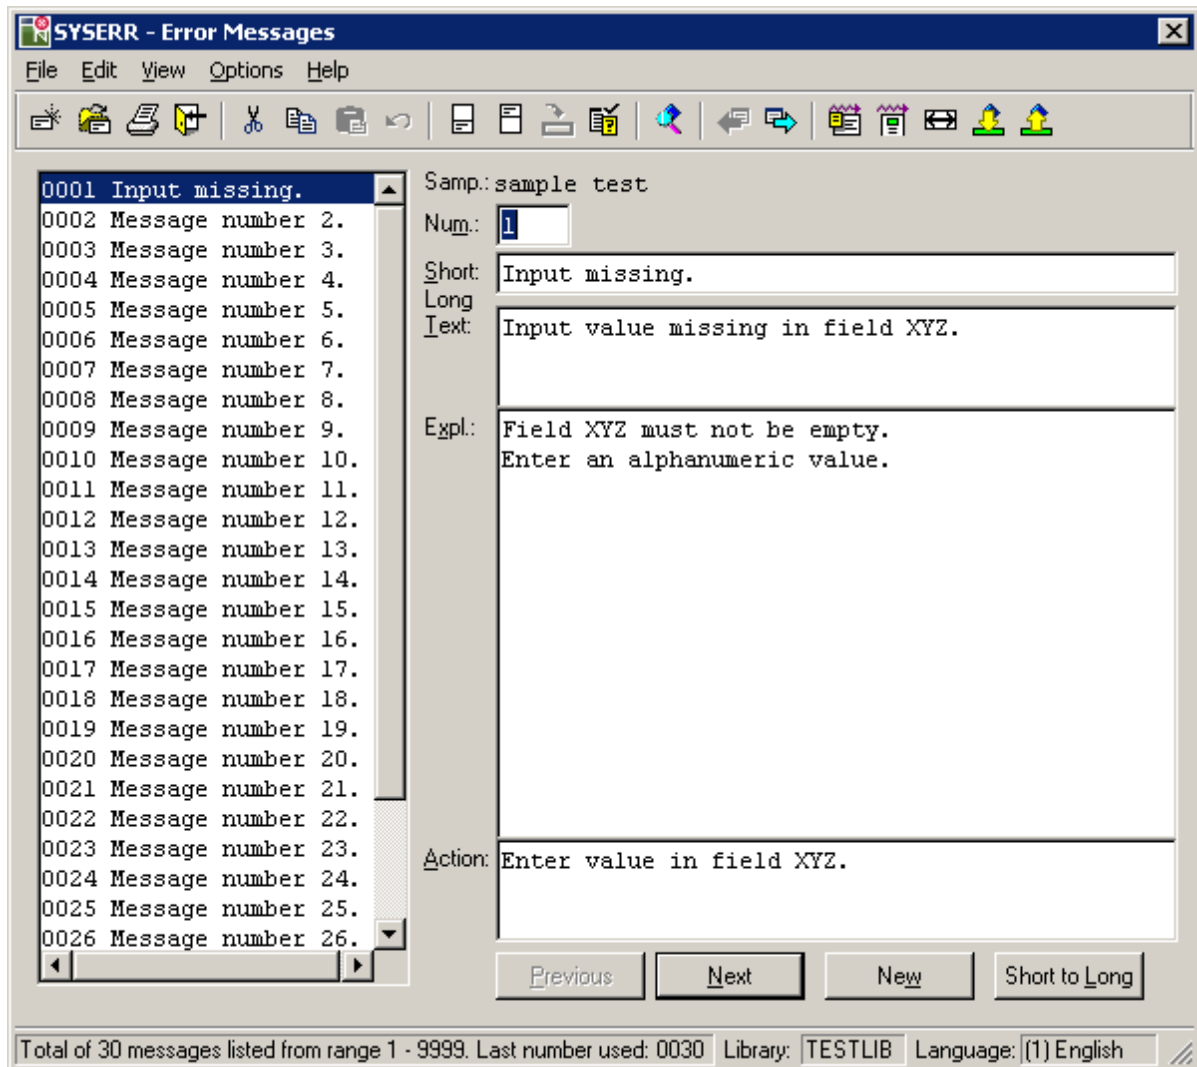 SYSERR - Error Messages
File Edit View Options Help
0001 Input missing.
0002 Message number 2.
0003 Message number 3.
0004 Message number 4.
0005 Message number 5.
0006 Message number 6.
0007 Message number 7.
0008 Message number 8.
0009 Message number 9.
0010 Message number 10.
0011 Message number 11.
0012 Message number 12.
0013 Message number 13.
0014 Message number 14.
0015 Message number 15.
0016 Message number 16.
0017 Message number 17.
0018 Message number 18.
0019 Message number 19.
0020 Message number 20.
0021 Message number 21.
0022 Message number 22.
0023 Message number 23.
0024 Message number 24.
0025 Message number 25.
0026 Message number 26.
Samp.: sample test
Num.: 1
Short: Input missing.
Long
Text: Input value missing in field XYZ.
Expl.: Field XYZ must not be empty.
Enter an alphanumeric value.
Action: Enter value in field XYZ.
Previous Next New Short to Long
Total of 30 messages listed from range 1 - 9999. Last number used: 0030 Library: TESTLIB Language: (1) English